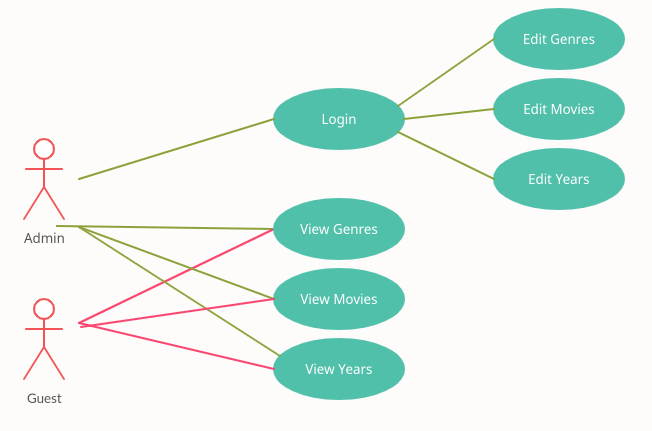 Edit Genres
Login
Edit Movies
Edit Years
Admin
View Genres
View Movies
View Years
Guest